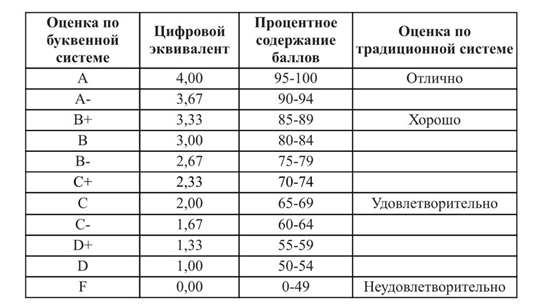 Оценка по буквенной системе Цифровой эквивалент Процентное содержание баллов Оценка по традиционной системе
A 4,00 95-100 Отлично
A- 3,67 90-94
B+ 3,33 85-89 Хорошо
B 3,00 80-84
B- 2,67 75-79
C+ 2,33 70-74
C 2,00 65-69 Удовлетворительно
C- 1,67 60-64
D+ 1,33 55-59
D 1,00 50-54
F 0,00 0-49 Неудовлетворительно